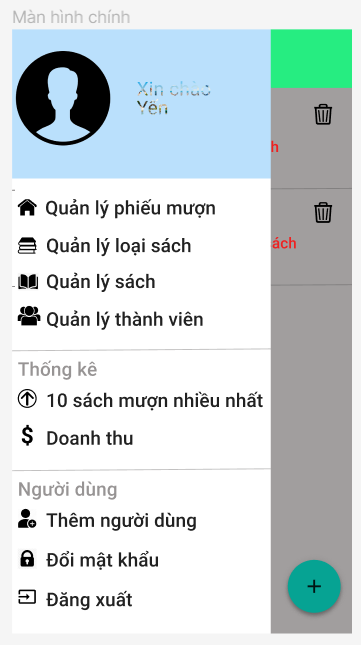 Màn hình chính
Xin chào
Yên
h
ách
Quản lý phiếu mượn
Quản lý loại sách
Quản lý sách
Quản lý thành viên
Thống kê
10 sách mượn nhiều nhất
Doanh thu
Người dùng
Thêm người dùng
Đổi mật khẩu
Đăng xuất